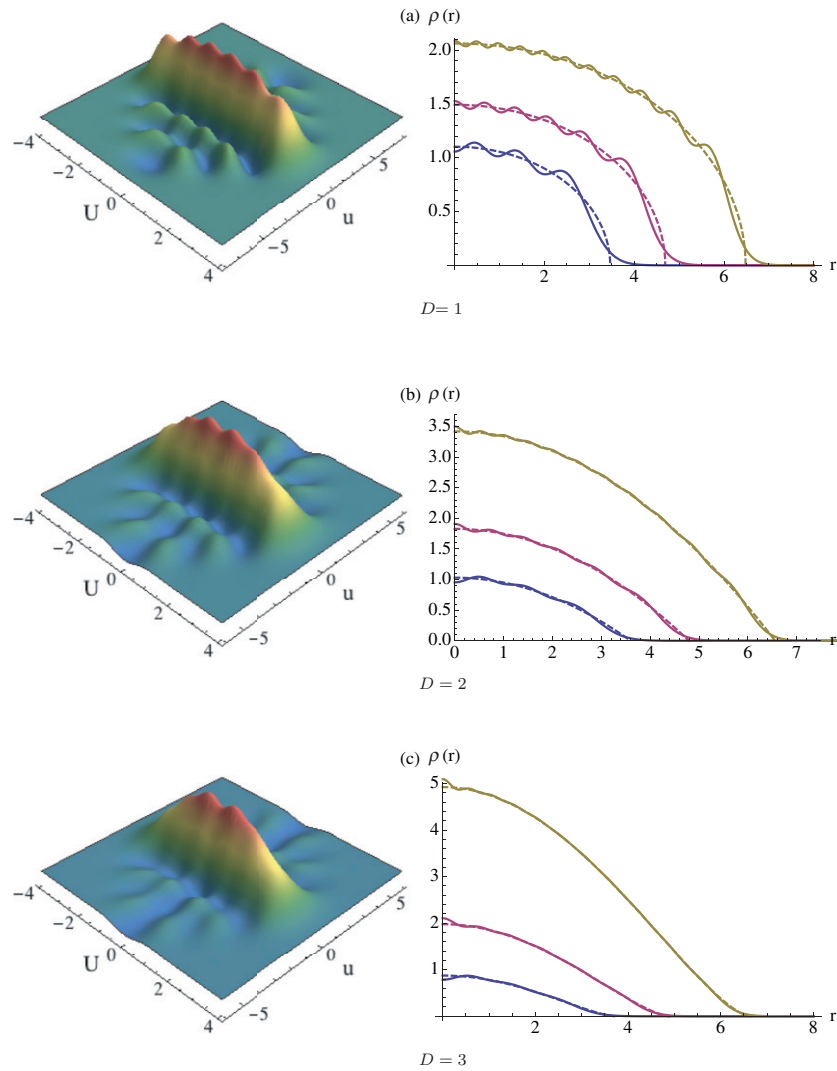 (a) ρ (r)
2.0
1.5
1.0
0.5
2 4 6 8 r
−4 −2 0 2 4
U
−5 0 5
u
D= 1
(b) ρ (r)
3.5
3.0
2.5
2.0
1.5
1.0
0.5
0.0
0 1 2 3 4 5 6 7 r
−4 −2 0 2 4
U
−5 0 5
u
D = 2
(c) ρ (r)
5
4
3
2
1
2 4 6 8 r
−4 −2 0 2 4
U
−5 0 5
u
D = 3